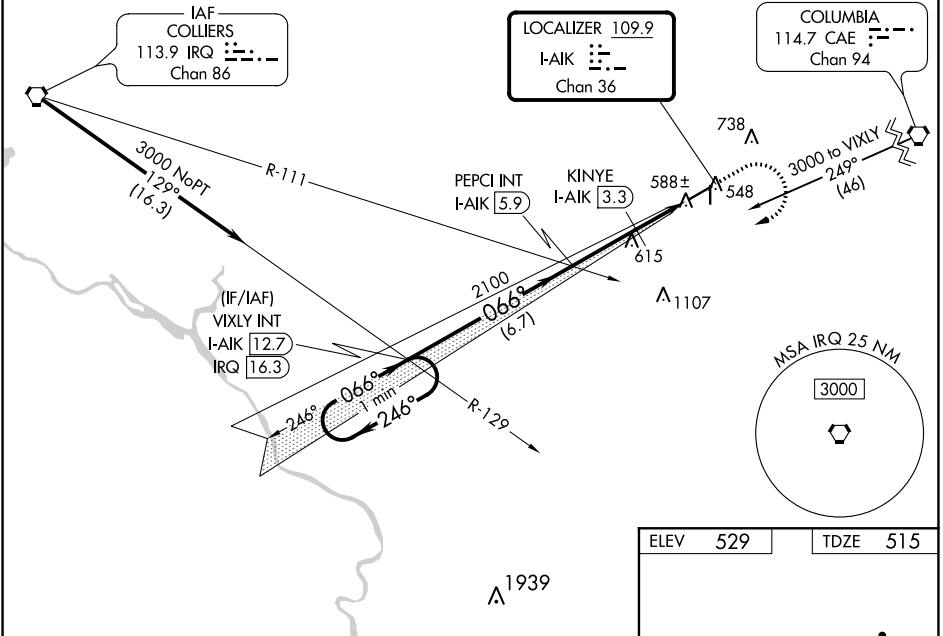 IAF
COLLIERS
113.9 IRQ
Chan 86
LOCALIZER 109.9
I-AIK
Chan 36
COLUMBIA
114.7 CAE
Chan 94
738
3000 to VIXLY
249°
(46)
3000 NoPT
129°
(16.3)
R-111
PEPCI INT
I-AIK 5.9
KINYE
I-AIK 3.3
588±
548
615
1107
2100
066°
(6.7)
(IF/IAF)
VIXLY INT
I-AIK 12.7
IRQ 16.3
246°
066°
1 min
246°
R-129
MSA IRQ 25 NM
3000
ELEV 529
TDZE 515
1939